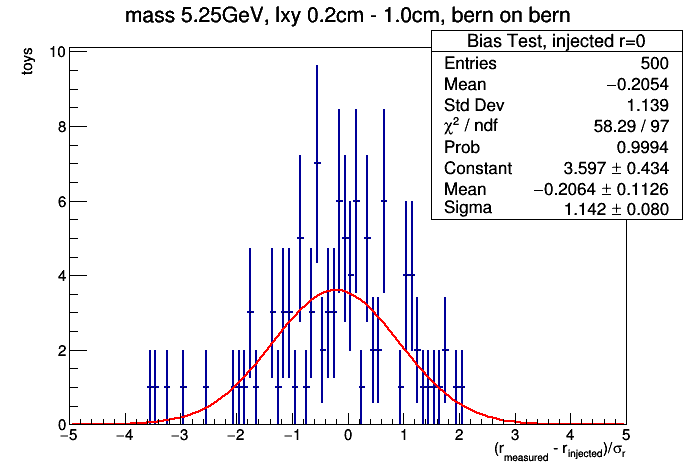 mass 5.25GeV, lxy 0.2cm - 1.0cm, bern on bern
Bias Test, injected r=0
Entries 500
Mean −0.2054
Std Dev 1.139
χ² / ndf 58.29 / 97
Prob 0.9994
Constant 3.597 ± 0.434
Mean −0.2064 ± 0.1126
Sigma 1.142 ± 0.080
toys
10
8
6
4
2
0
−5 −4 −3 −2 −1 0 1 2 3 4 5
(r_measured - r_injected)/σ_r